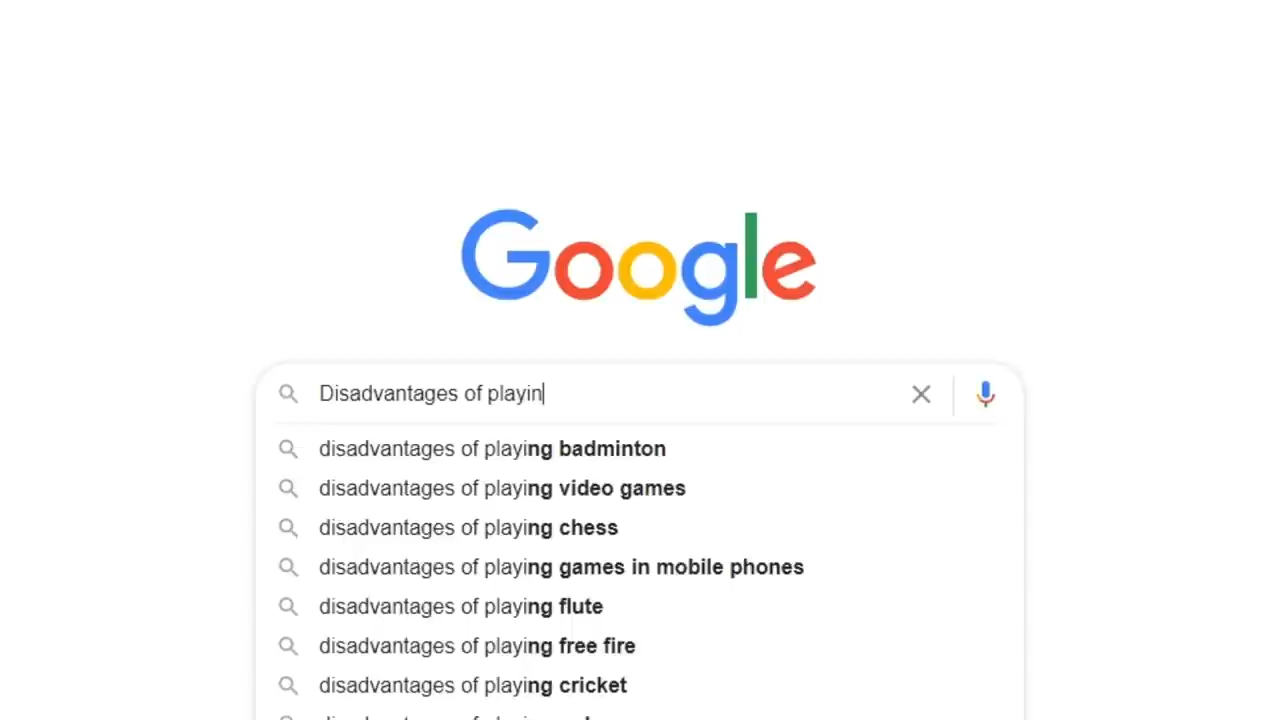 Google
Disadvantages of playin
disadvantages of playing badminton
disadvantages of playing video games
disadvantages of playing chess
disadvantages of playing games in mobile phones
disadvantages of playing flute
disadvantages of playing free fire
disadvantages of playing cricket